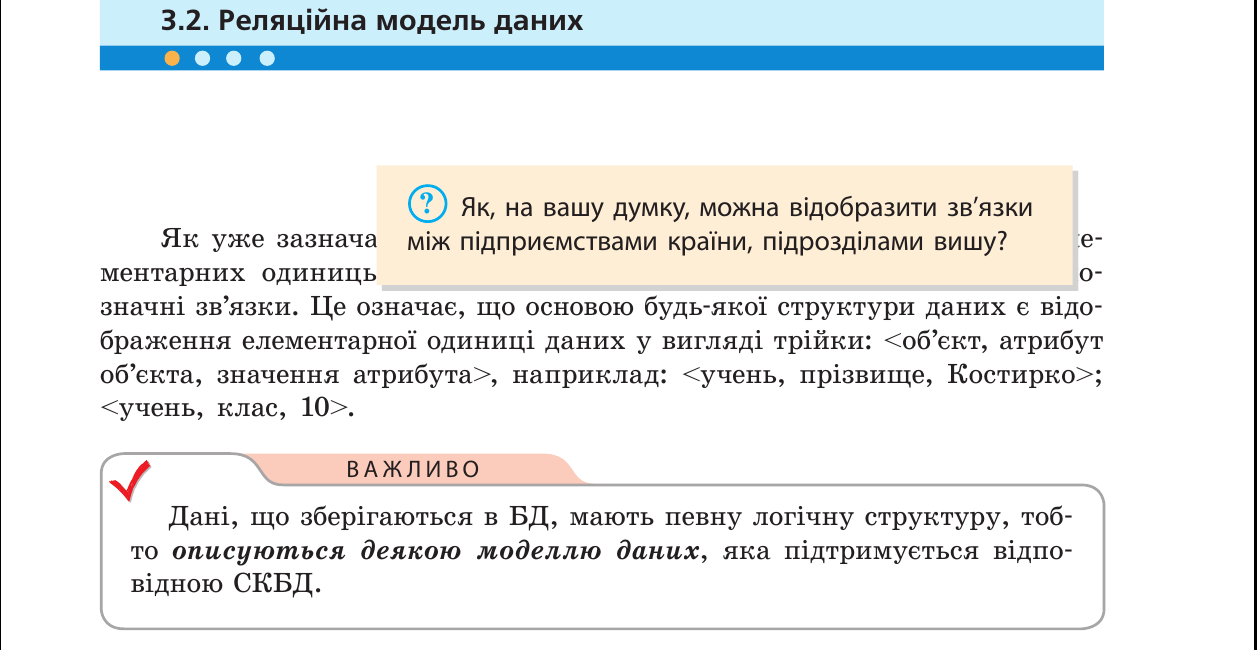 3.2. Реляційна модель даних
? Як, на вашу думку, можна відобразити зв’язки
між підприємствами країни, підрозділами вишу?
Як уже зазнача
ментарних одиниць
значні зв’язки. Це означає, що основою будь-якої структури даних є відо-
браження елементарної одиниці даних у вигляді трійки: <об’єкт, атрибут
об’єкта, значення атрибута>, наприклад: <учень, прізвище, Костирко>;
<учень, клас, 10>.
ВАЖЛИВО
Дані, що зберігаються в БД, мають певну логічну структуру, тоб-
то описуються деякою моделлю даних, яка підтримується відпо-
відною СКБД.